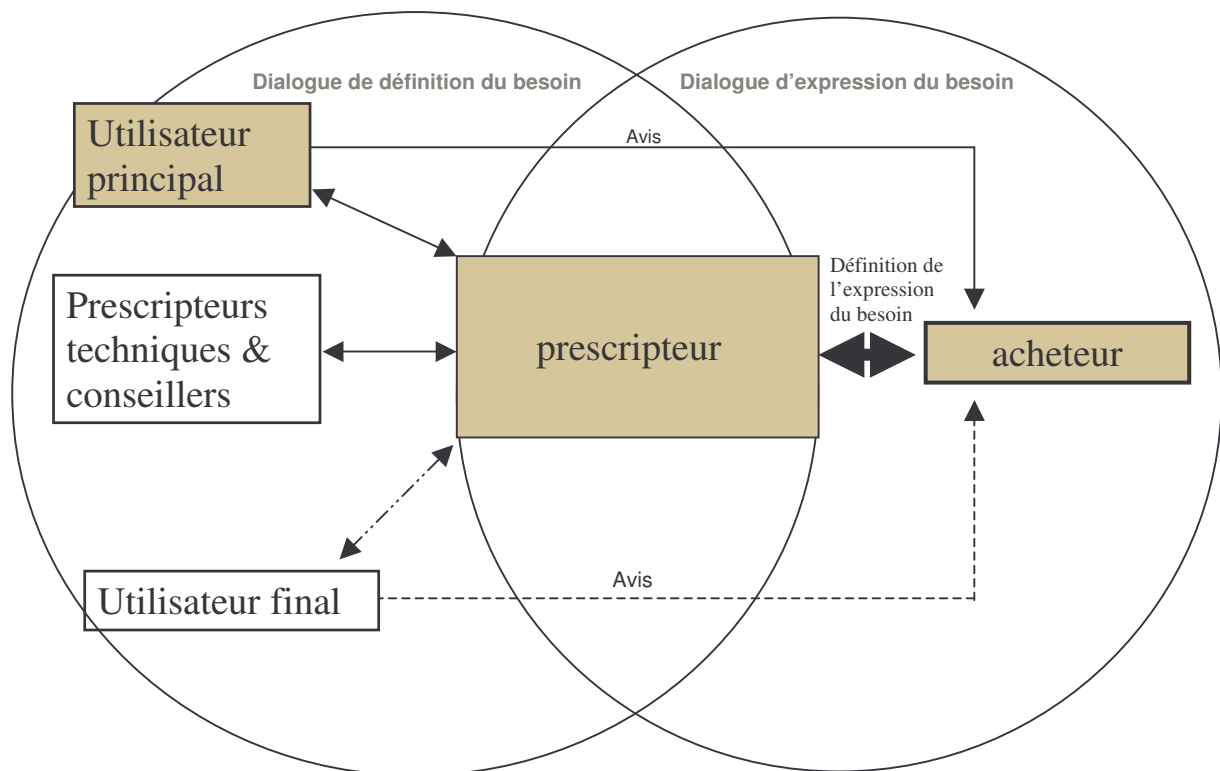 Dialogue de définition du besoin
Dialogue d'expression du besoin
Utilisateur
principal
Avis
Prescripteurs
techniques &
conseillers
prescripteur
Définition de
l'expression
du besoin
acheteur
Utilisateur final
Avis